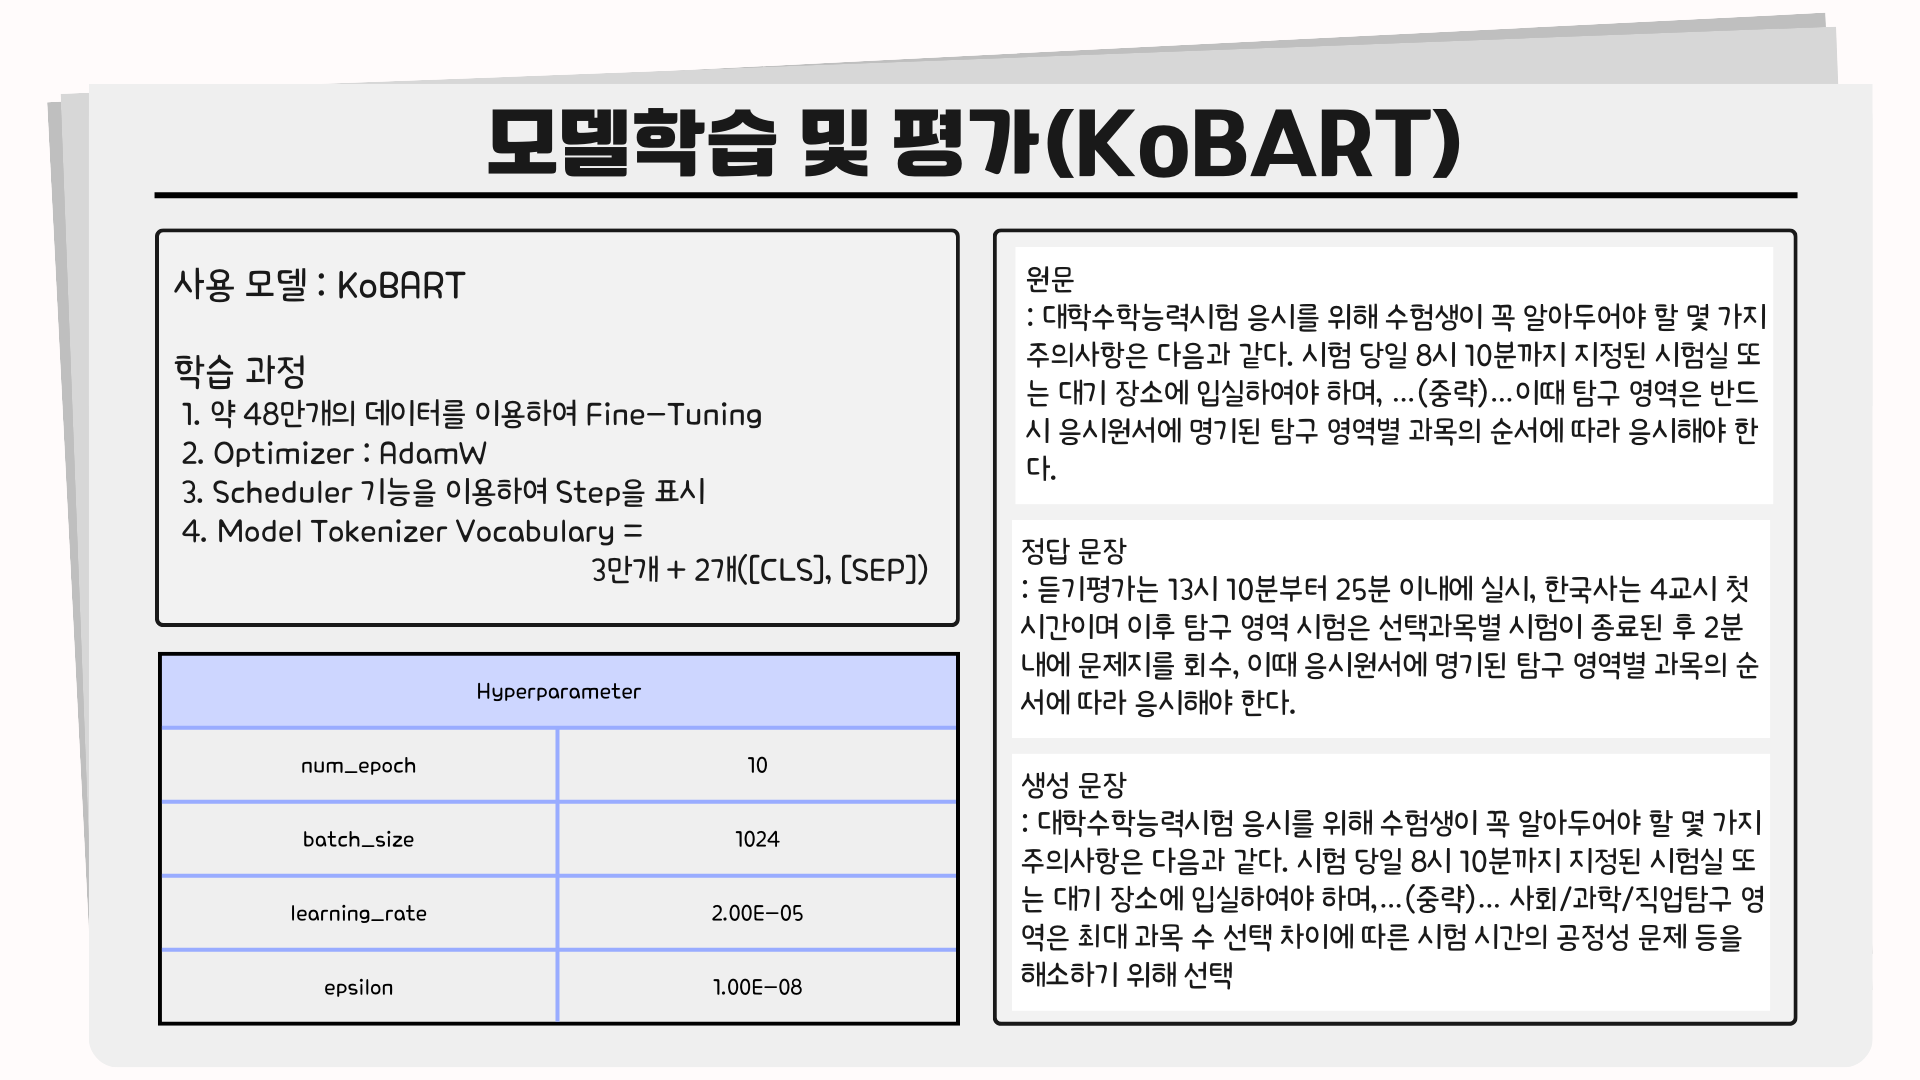 모델학습 및 평가(KoBART)
사용 모델 : KoBART
학습 과정
1. 약 48만개의 데이터를 이용하여 Fine-Tuning
2. Optimizer : AdamW
3. Scheduler 기능을 이용하여 Step을 표시
4. Model Tokenizer Vocabulary =
3만개 + 2개([CLS], [SEP])
Hyperparameter
num_epoch 10
batch_size 1024
learning_rate 2.00E-05
epsilon 1.00E-08
원문
: 대학수학능력시험 응시를 위해 수험생이 꼭 알아두어야 할 몇 가지
주의사항은 다음과 같다. 시험 당일 8시 10분까지 지정된 시험실 또
는 대기 장소에 입실하여야 하며, ...(중략)...이때 탐구 영역은 반드
시 응시원서에 명기된 탐구 영역별 과목의 순서에 따라 응시해야 한
다.
정답 문장
: 듣기평가는 13시 10분부터 25분 이내에 실시, 한국사는 4교시 첫
시간이며 이후 탐구 영역 시험은 선택과목별 시험이 종료된 후 2분
내에 문제지를 회수, 이때 응시원서에 명기된 탐구 영역별 과목의 순
서에 따라 응시해야 한다.
생성 문장
: 대학수학능력시험 응시를 위해 수험생이 꼭 알아두어야 할 몇 가지
주의사항은 다음과 같다. 시험 당일 8시 10분까지 지정된 시험실 또
는 대기 장소에 입실하여야 하며,...(중략)... 사회/과학/직업탐구 영
역은 최대 과목 수 선택 차이에 따른 시험 시간의 공정성 문제 등을
해소하기 위해 선택